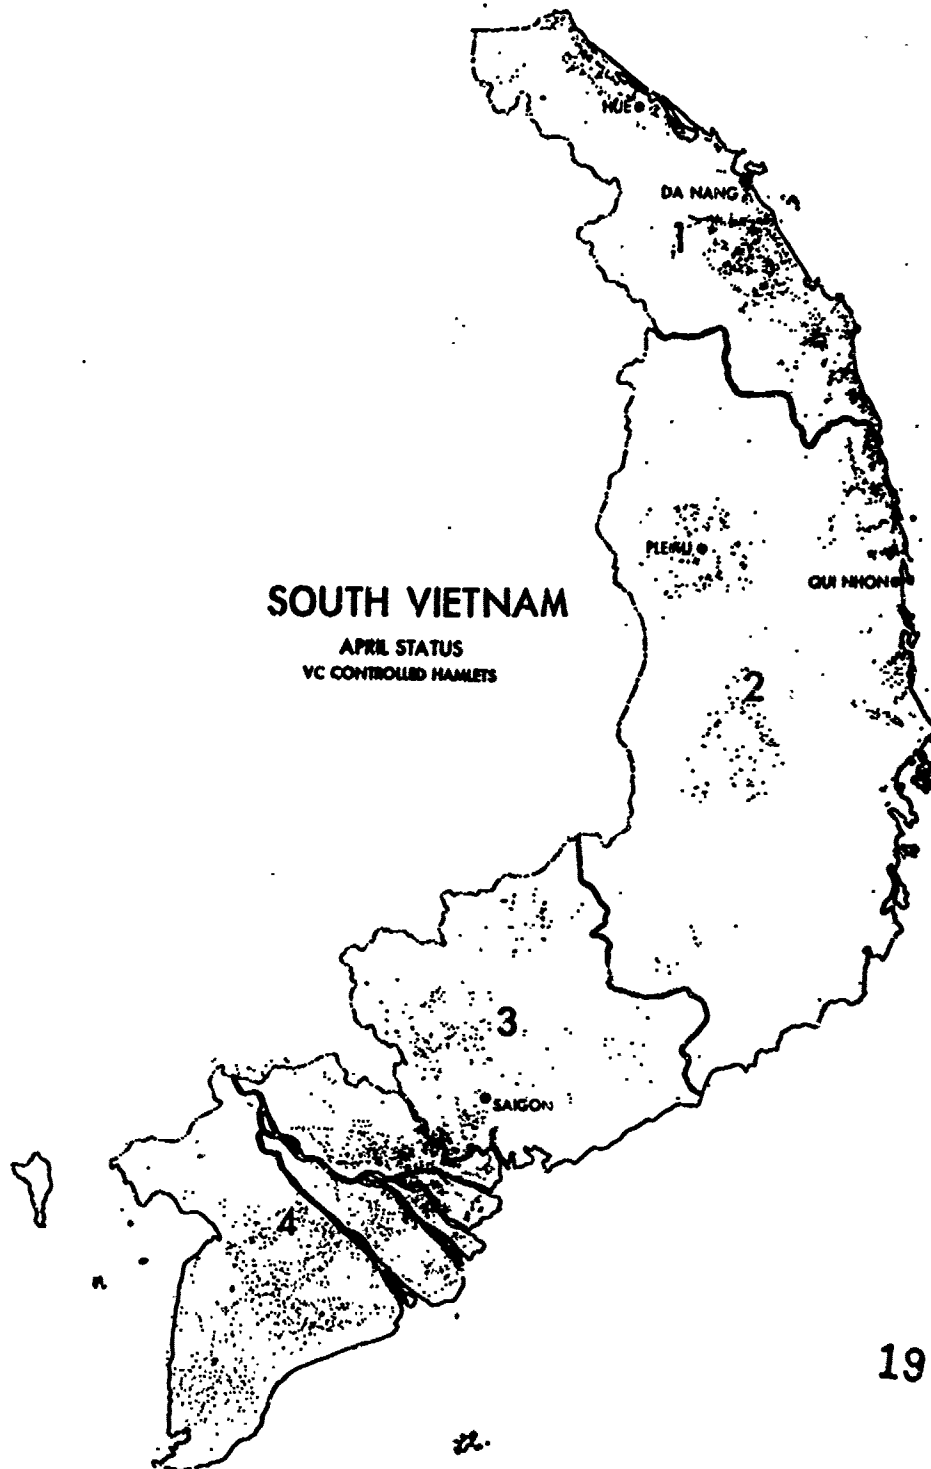 HUE
DA NANG
1
PLEIKU
QUI NHON
SOUTH VIETNAM
APRIL STATUS
VC CONTROLLED HAMLETS
2
3
SAIGON
4
19